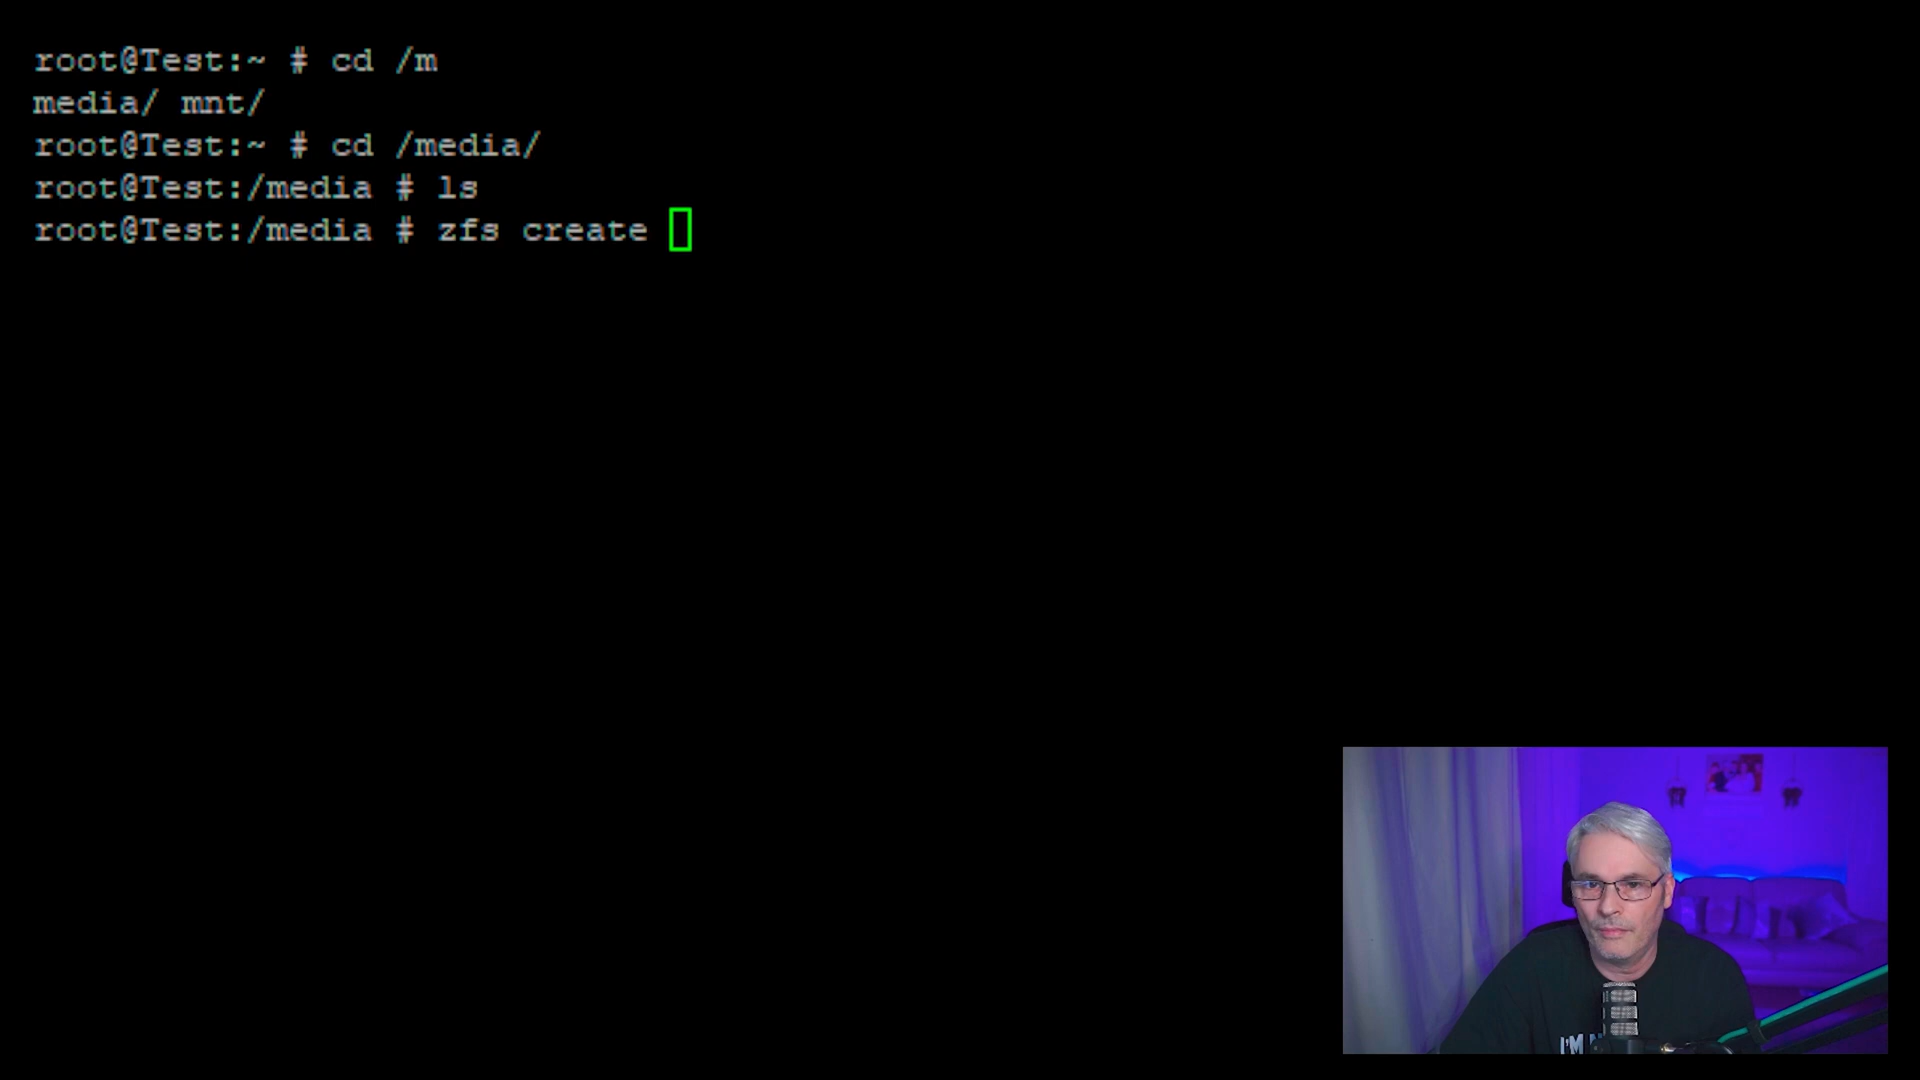 root@Test:~ # cd /m
media/ mnt/
root@Test:~ # cd /media/
root@Test:/media # ls
root@Test:/media # zfs create
I'M